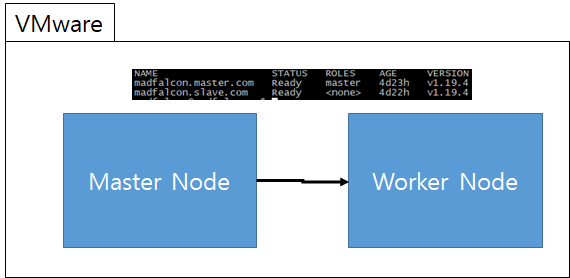 VMware
NAME STATUS ROLES AGE VERSION
madfalcon.master.com Ready master 4d23h v1.19.4
madfalcon.slave.com Ready <none> 4d22h v1.19.4
Master Node
Worker Node